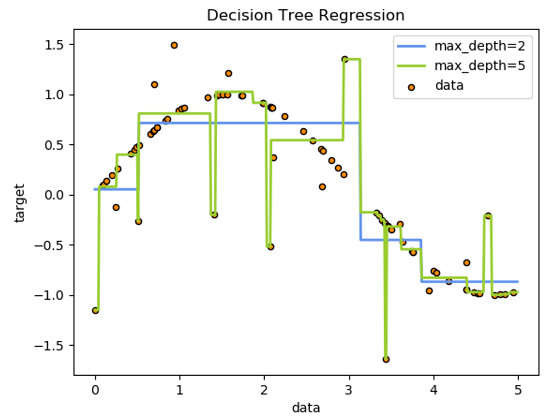 Decision Tree Regression
max_depth=2
max_depth=5
data
target
1.5
1.0
0.5
0.0
−0.5
−1.0
−1.5
0 1 2 3 4 5
data